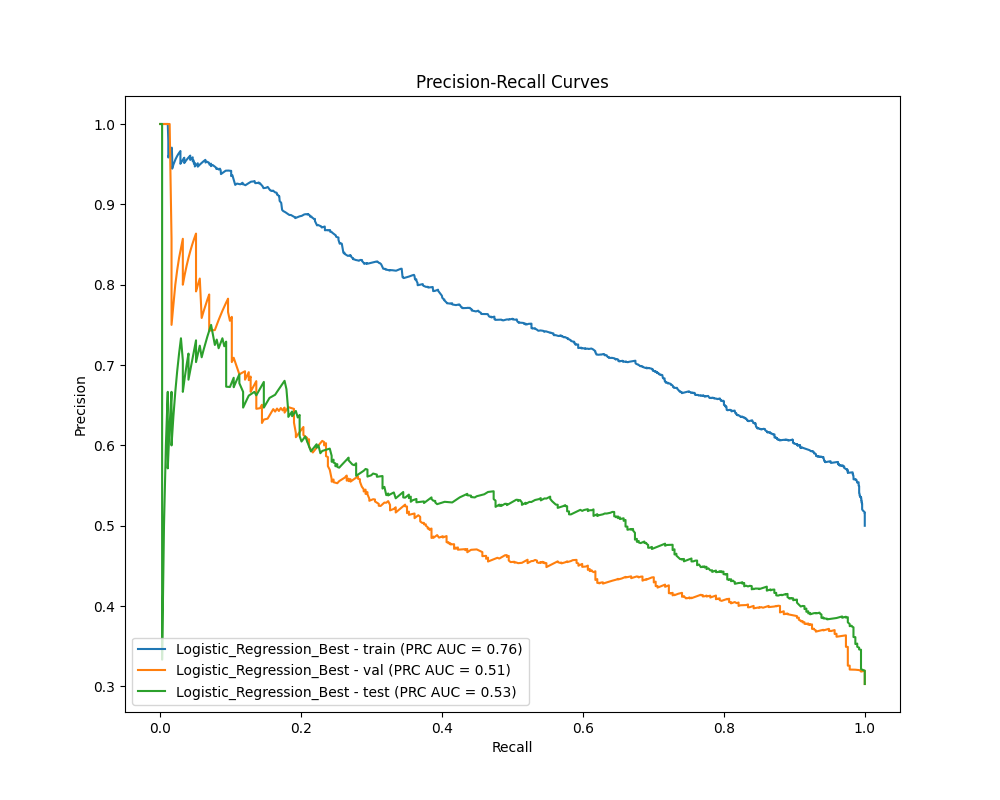 Precision-Recall Curves
Precision
1.0
0.9
0.8
0.7
0.6
0.5
0.4
0.3
Logistic_Regression_Best - train (PRC AUC = 0.76)
Logistic_Regression_Best - val (PRC AUC = 0.51)
Logistic_Regression_Best - test (PRC AUC = 0.53)
0.0 0.2 0.4 0.6 0.8 1.0
Recall